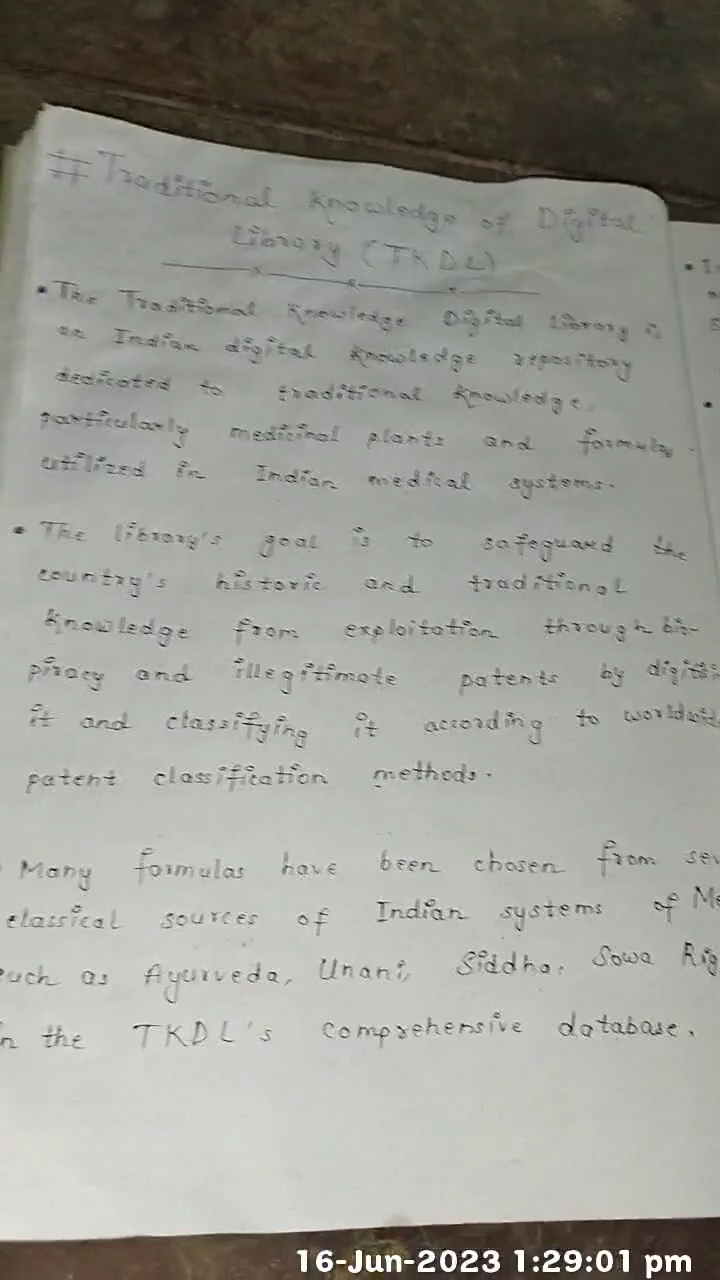 # Traditional Knowledge of Digital
Library (TKDL)
• The Traditional Knowledge Digital Library is
an Indian digital knowledge repository
dedicated to traditional knowledge,
particularly medicinal plants and formulas
utilized in Indian medical systems.
• The library's goal is to safeguard the
country's historic and traditional
knowledge from exploitation through bio-
piracy and illegitimate patents by
it and classifying it according to
patent classification methods.
Many formulas have been chosen from
classical sources of Indian systems of
such as Ayurveda, Unani, Siddha, Sowa
in the TKDL's comprehensive database.
16-Jun-2023 1:29:01 pm